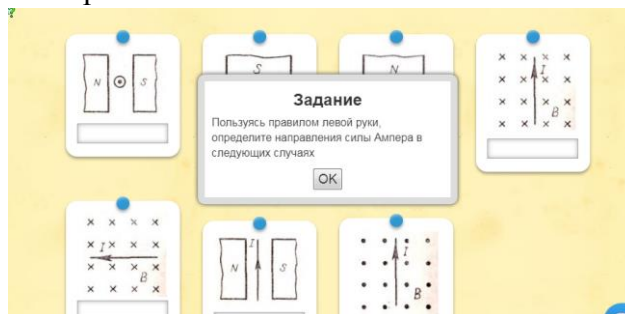 S
N
I
N
S
B
Задание
Пользуясь правилом левой руки,
определите направления силы Ампера в
следующих случаях
OK
I
B
I
N
S
I
B